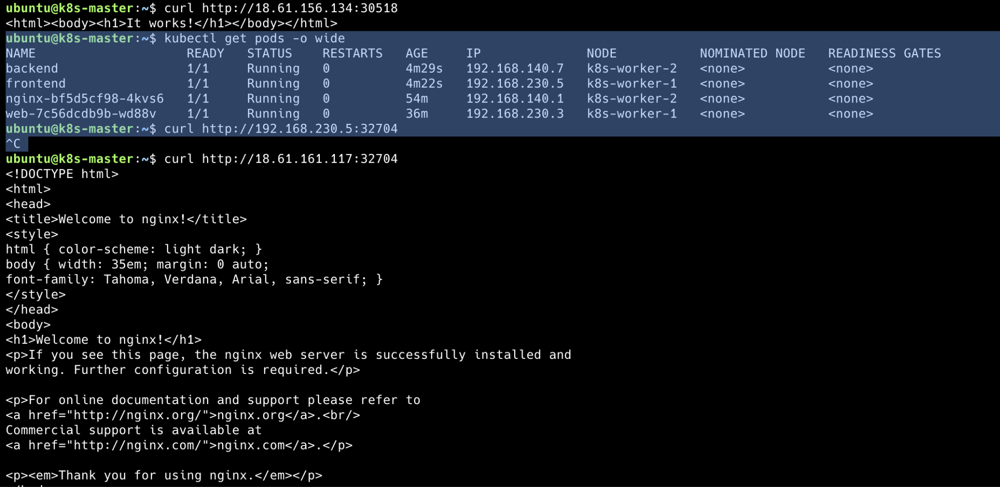 ubuntu@k8s-master:~$ curl http://18.61.156.134:30518
<html><body><h1>It works!</h1></body></html>
ubuntu@k8s-master:~$ kubectl get pods -o wide
NAME                    READY   STATUS    RESTARTS   AGE     IP              NODE           NOMINATED NODE   READINESS GATES
backend                 1/1     Running   0          4m29s   192.168.140.7   k8s-worker-2   <none>           <none>
frontend                1/1     Running   0          4m22s   192.168.230.5   k8s-worker-1   <none>           <none>
nginx-bf5d5cf98-4kvs6   1/1     Running   0          54m     192.168.140.1   k8s-worker-2   <none>           <none>
web-7c56dcdb9b-wd88v    1/1     Running   0          36m     192.168.230.3   k8s-worker-1   <none>           <none>
ubuntu@k8s-master:~$ curl http://192.168.230.5:32704
^C
ubuntu@k8s-master:~$ curl http://18.61.161.117:32704
<!DOCTYPE html>
<html>
<head>
<title>Welcome to nginx!</title>
<style>
html { color-scheme: light dark; }
body { width: 35em; margin: 0 auto;
font-family: Tahoma, Verdana, Arial, sans-serif; }
</style>
</head>
<body>
<h1>Welcome to nginx!</h1>
<p>If you see this page, the nginx web server is successfully installed and
working. Further configuration is required.</p>

<p>For online documentation and support please refer to
<a href="http://nginx.org/">nginx.org</a>.<br/>
Commercial support is available at
<a href="http://nginx.com/">nginx.com</a>.</p>

<p><em>Thank you for using nginx.</em></p>